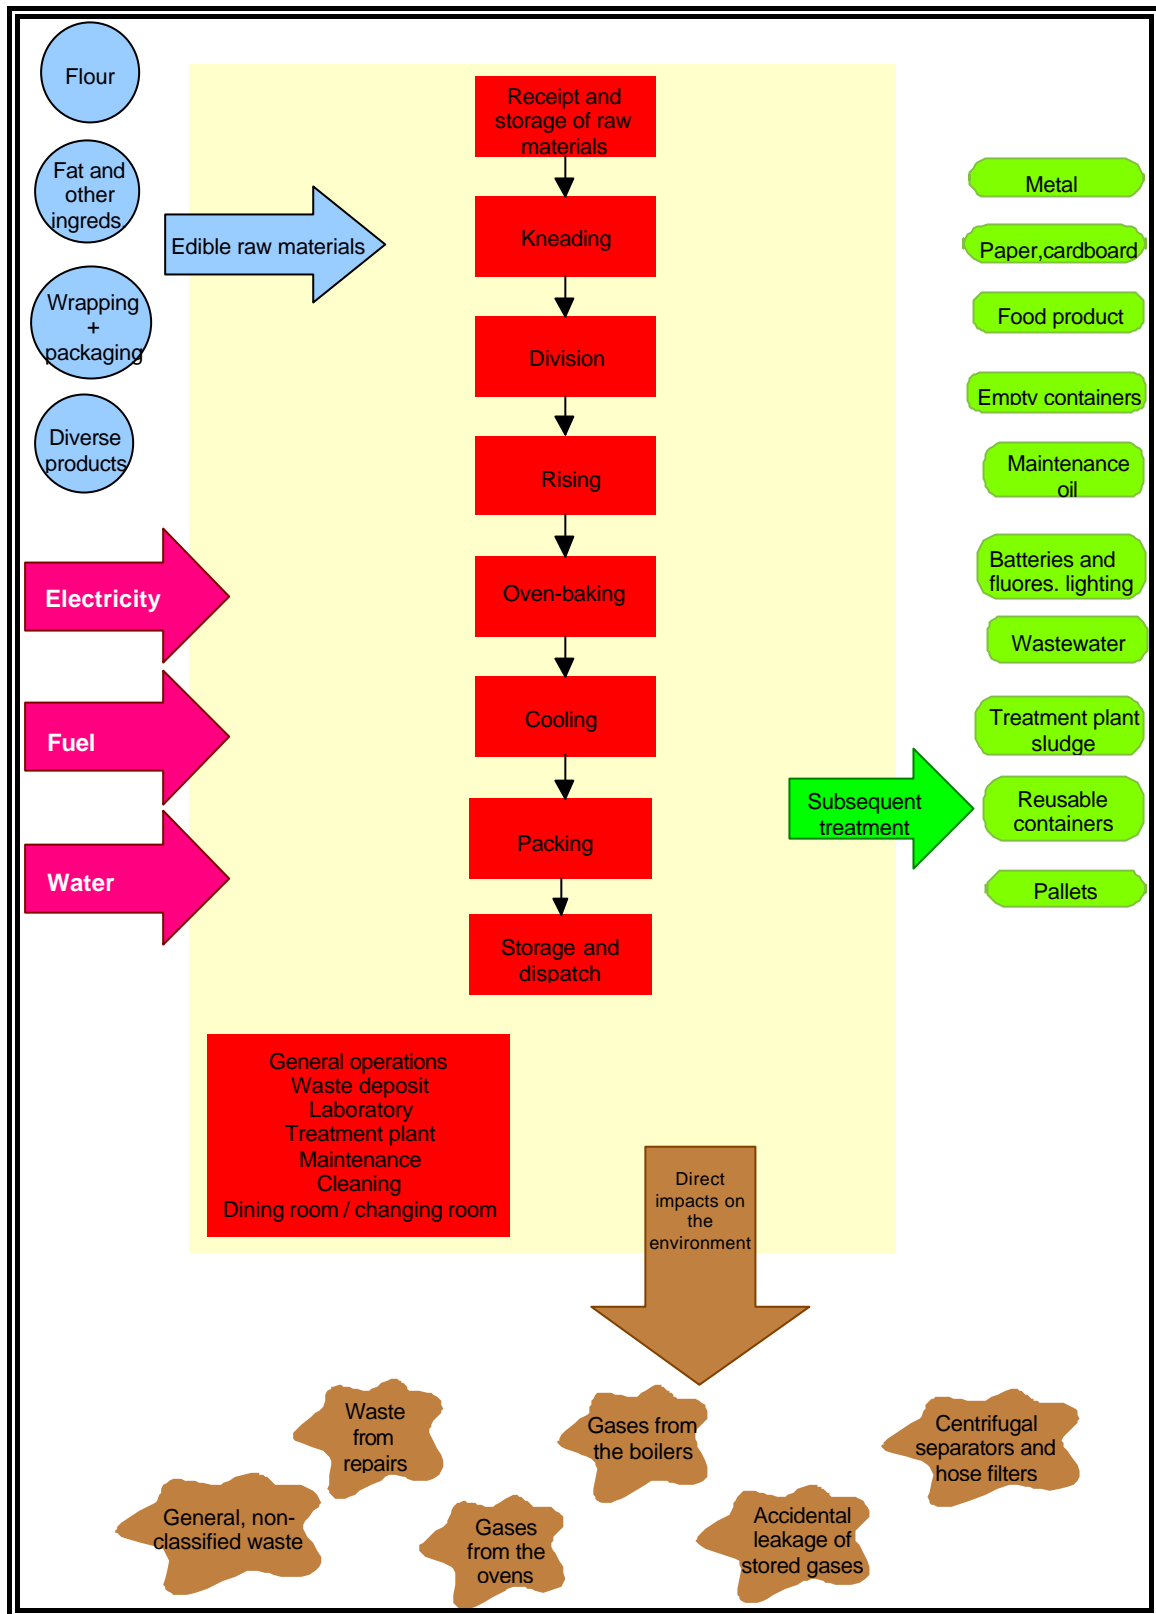 Flour
Fat and
other
ingreds.
Wrapping
+
packaging
Diverse
products
Edible raw materials
Electricity
Fuel
Water
Receipt and
storage of raw
materials
Kneading
Division
Rising
Oven-baking
Cooling
Packing
Storage and
dispatch
General operations
Waste deposit
Laboratory
Treatment plant
Maintenance
Cleaning
Dining room / changing room
Subsequent
treatment
Metal
Paper,cardboard
Food product
Empty containers
Maintenance
oil
Batteries and
fluores. lighting
Wastewater
Treatment plant
sludge
Reusable
containers
Pallets
Direct
impacts on
the
environment
Waste
from
repairs
Gases from
the boilers
Centrifugal
separators and
hose filters
General, non-
classified waste
Gases
from the
ovens
Accidental
leakage of
stored gases